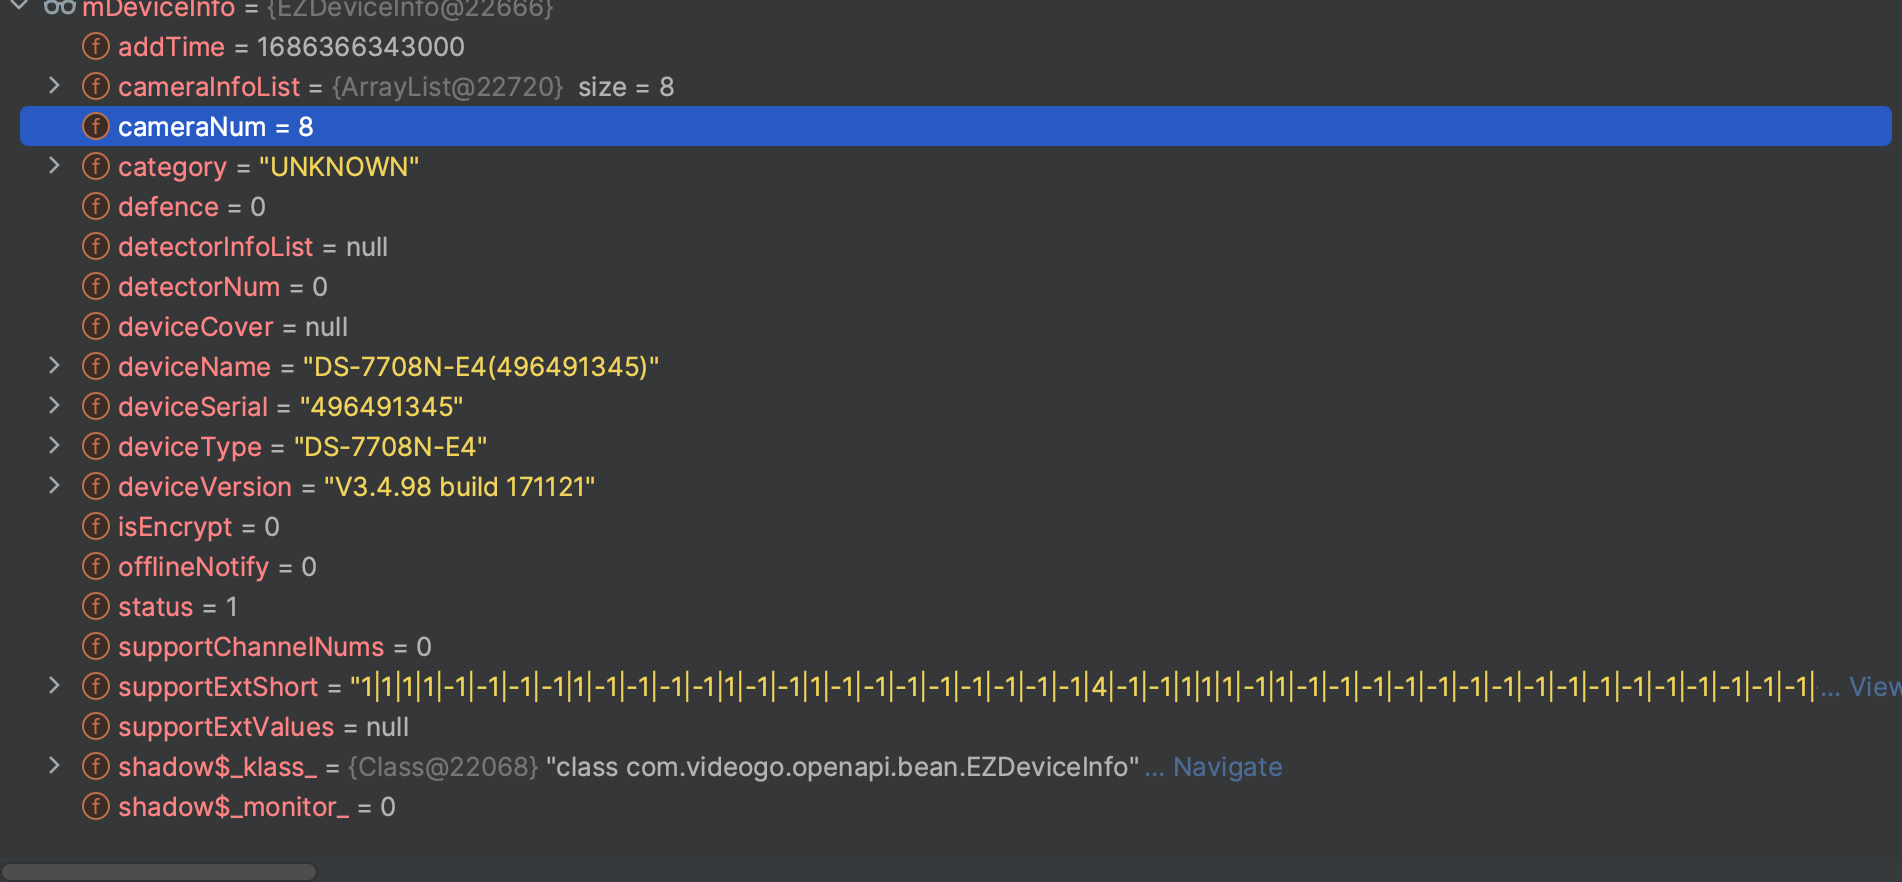 mDeviceInfo = {EZDeviceInfo@22666}
addTime = 1686366343000
cameraInfoList = {ArrayList@22720} size = 8
cameraNum = 8
category = "UNKNOWN"
defence = 0
detectorInfoList = null
detectorNum = 0
deviceCover = null
deviceName = "DS-7708N-E4(496491345)"
deviceSerial = "496491345"
deviceType = "DS-7708N-E4"
deviceVersion = "V3.4.98 build 171121"
isEncrypt = 0
offlineNotify = 0
status = 1
supportChannelNums = 0
supportExtShort = "1|1|1|1|-1|-1|-1|-1|1|-1|-1|-1|-1|1|-1|-1|1|-1|-1|-1|-1|-1|-1|-1|-1|4|-1|-1|1|1|1|-1|1|-1|-1|-1|-1|-1|-1|-1|-1|-1|-1|-1|-1|-1|-1|-1|-1|... View
supportExtValues = null
shadow$_klass_ = {Class@22068} "class com.videogo.openapi.bean.EZDeviceInfo" ... Navigate
shadow$_monitor_ = 0